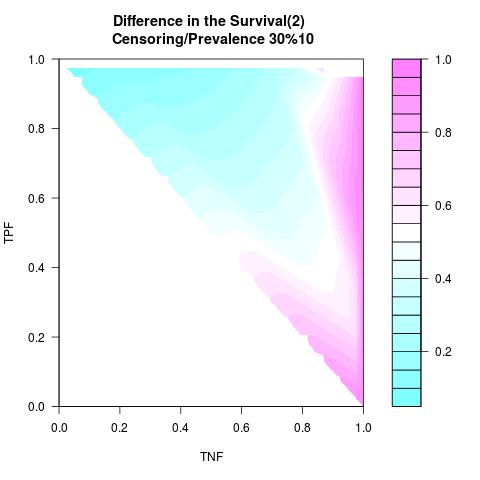 Difference in the Survival(2)
Censoring/Prevalence 30%10
1.0
0.8
0.6
0.4
0.2
0.0
TPF
0.0 0.2 0.4 0.6 0.8 1.0
TNF
1.0
0.8
0.6
0.4
0.2